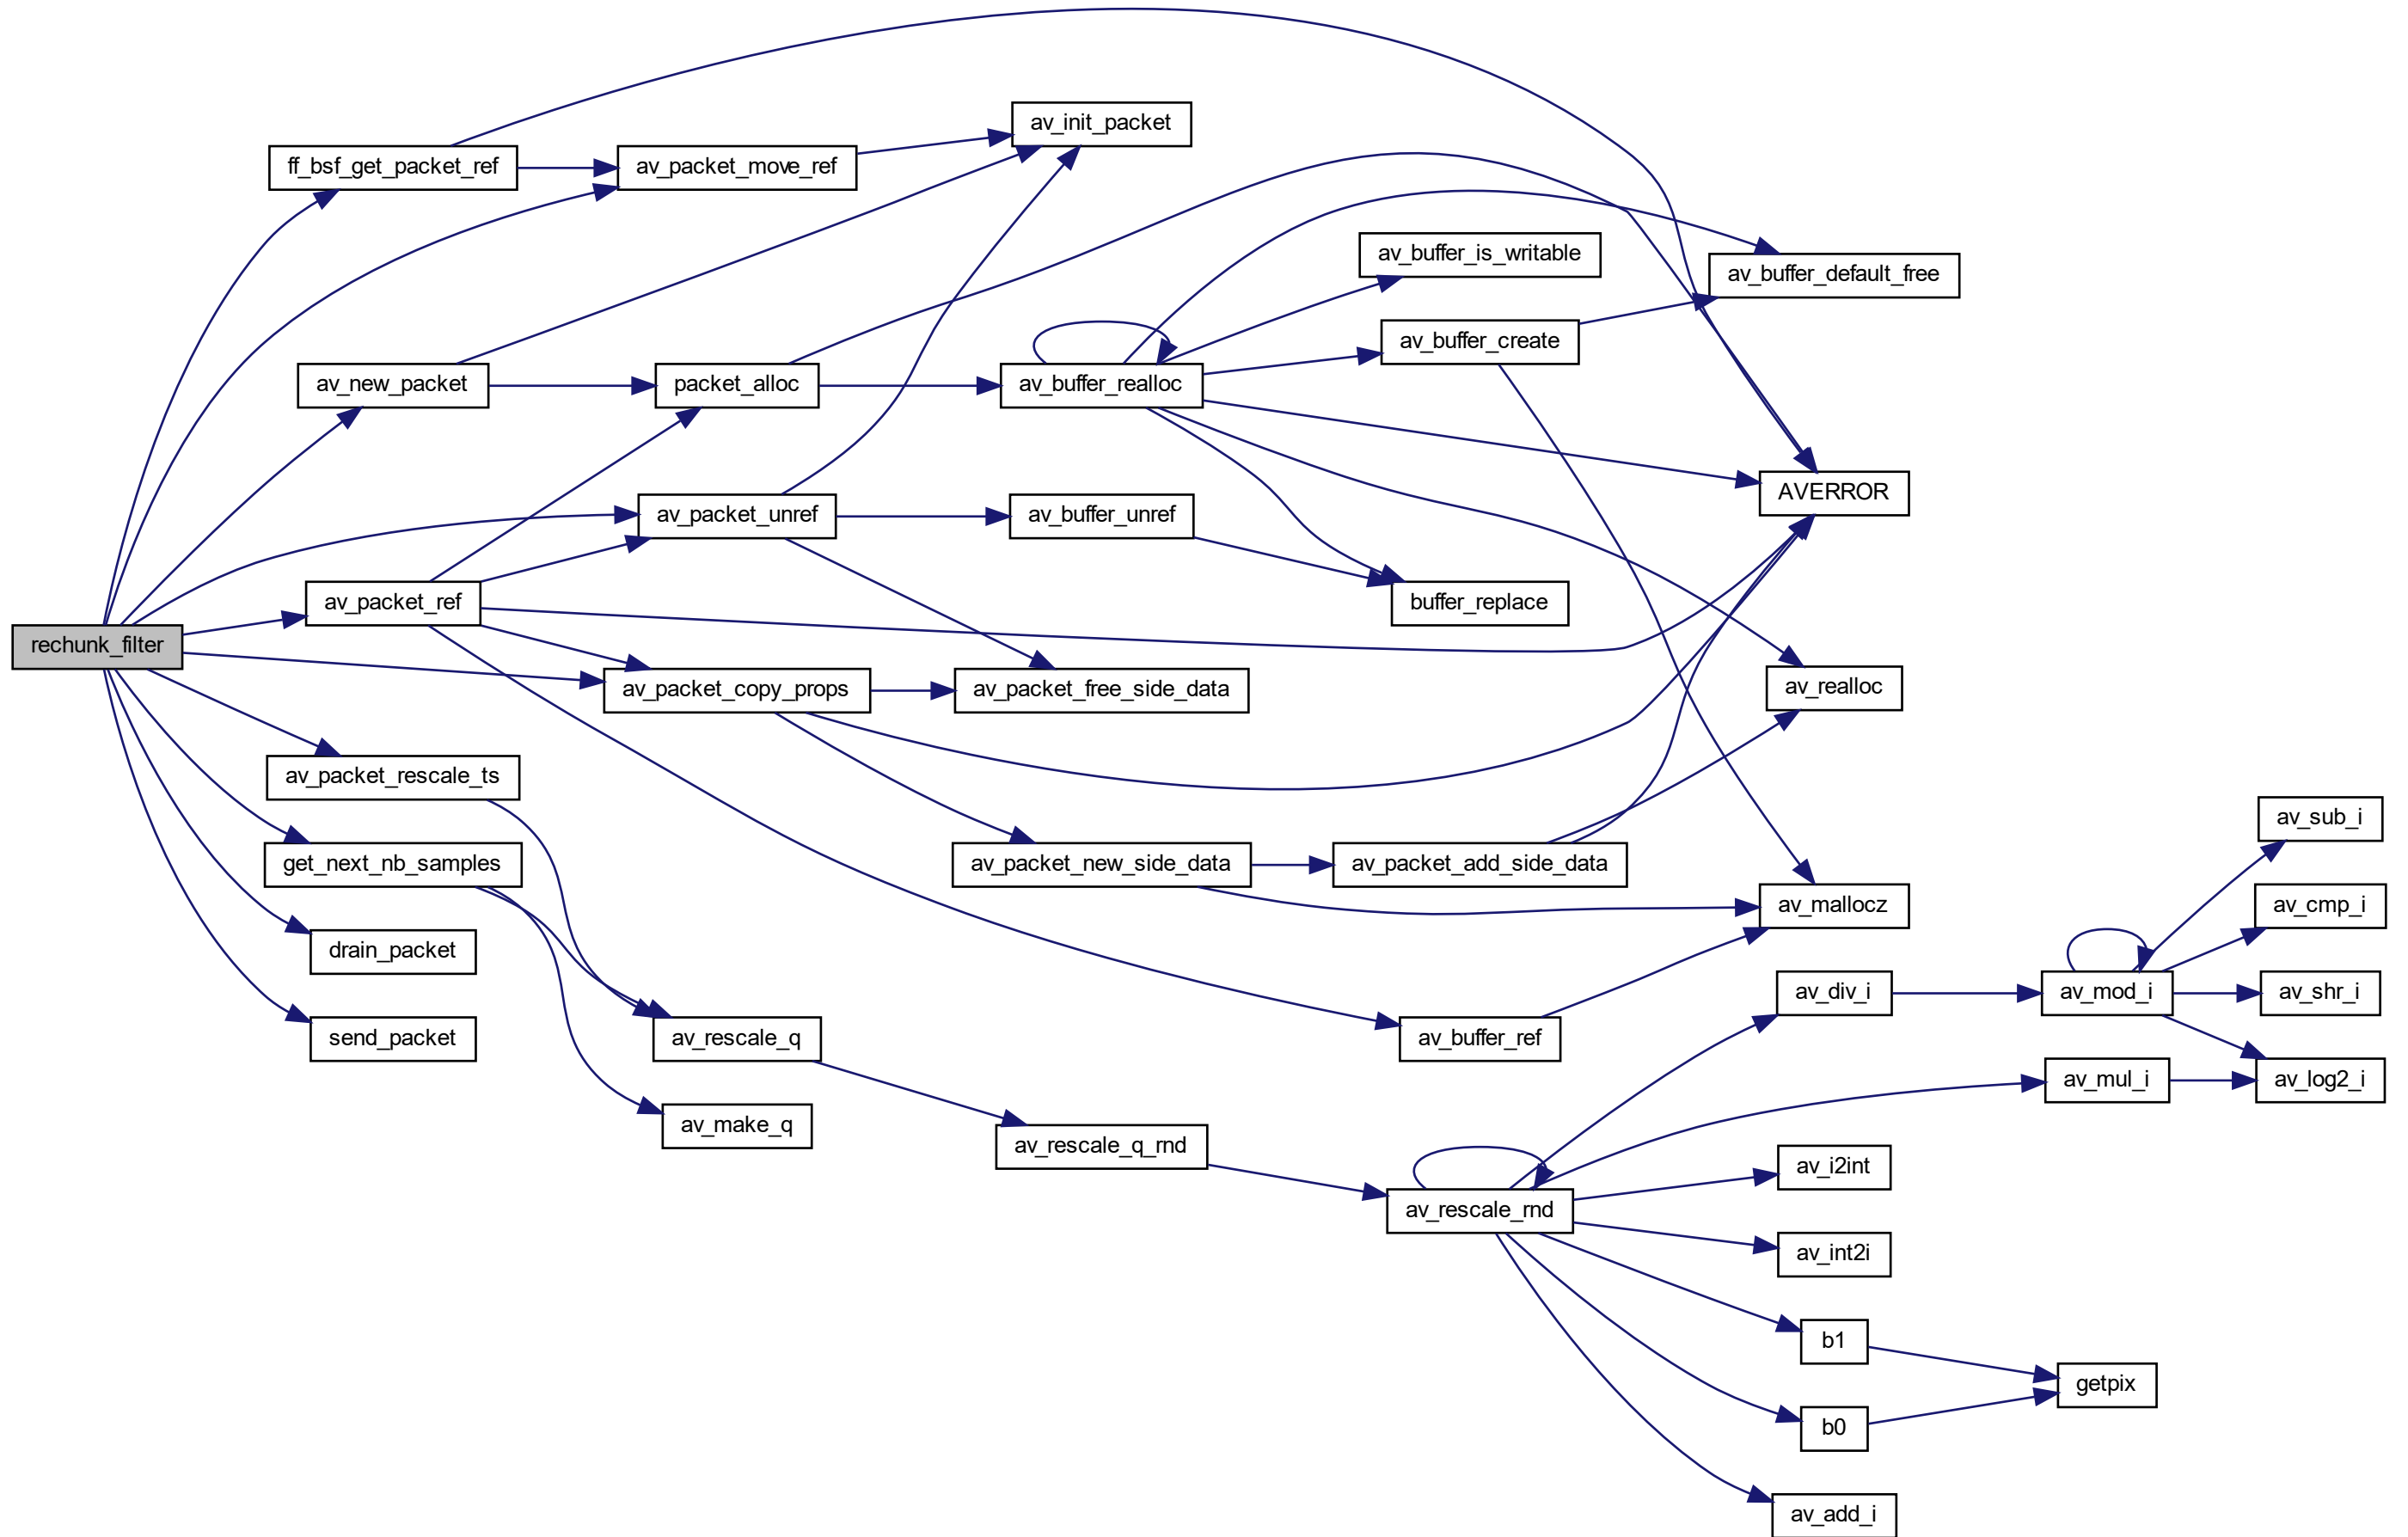 rechunk_filter
ff_bsf_get_packet_ref
av_packet_move_ref
av_init_packet
av_new_packet
packet_alloc
av_buffer_realloc
av_buffer_is_writable
av_buffer_default_free
av_buffer_create
AVERROR
av_packet_ref
av_packet_unref
av_buffer_unref
buffer_replace
av_packet_copy_props
av_packet_free_side_data
av_realloc
av_packet_rescale_ts
get_next_nb_samples
av_packet_new_side_data
av_packet_add_side_data
av_mallocz
drain_packet
send_packet
av_rescale_q
av_make_q
av_buffer_ref
av_rescale_q_rnd
av_rescale_rnd
av_div_i
av_mod_i
av_sub_i
av_cmp_i
av_shr_i
av_log2_i
av_mul_i
av_i2int
av_int2i
b1
b0
getpix
av_add_i